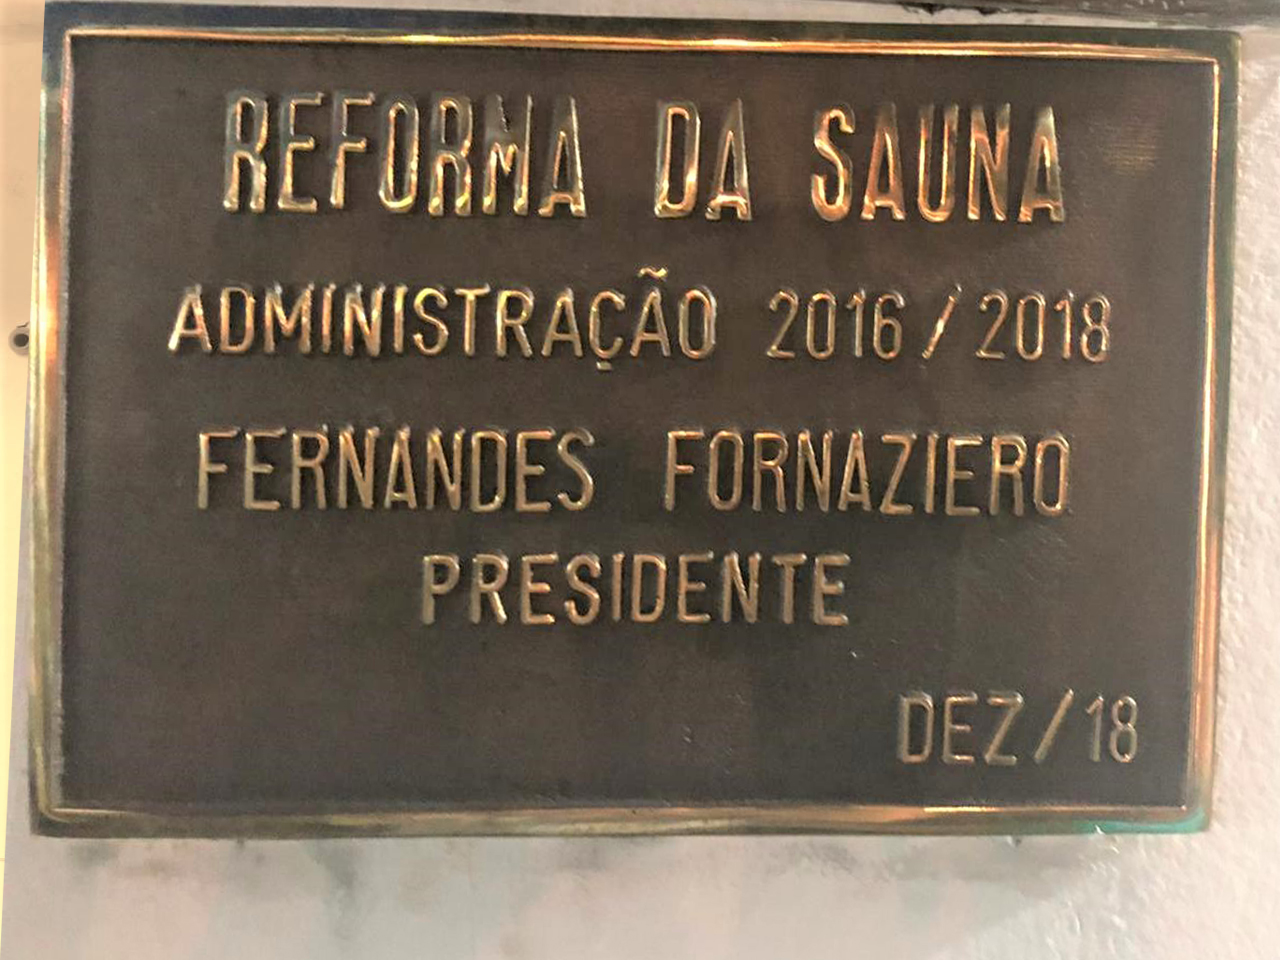 REFORMA DA SAUNA
ADMINISTRAÇÃO 2016/2018
FERNANDES FORNAZIERO
PRESIDENTE
DEZ/18